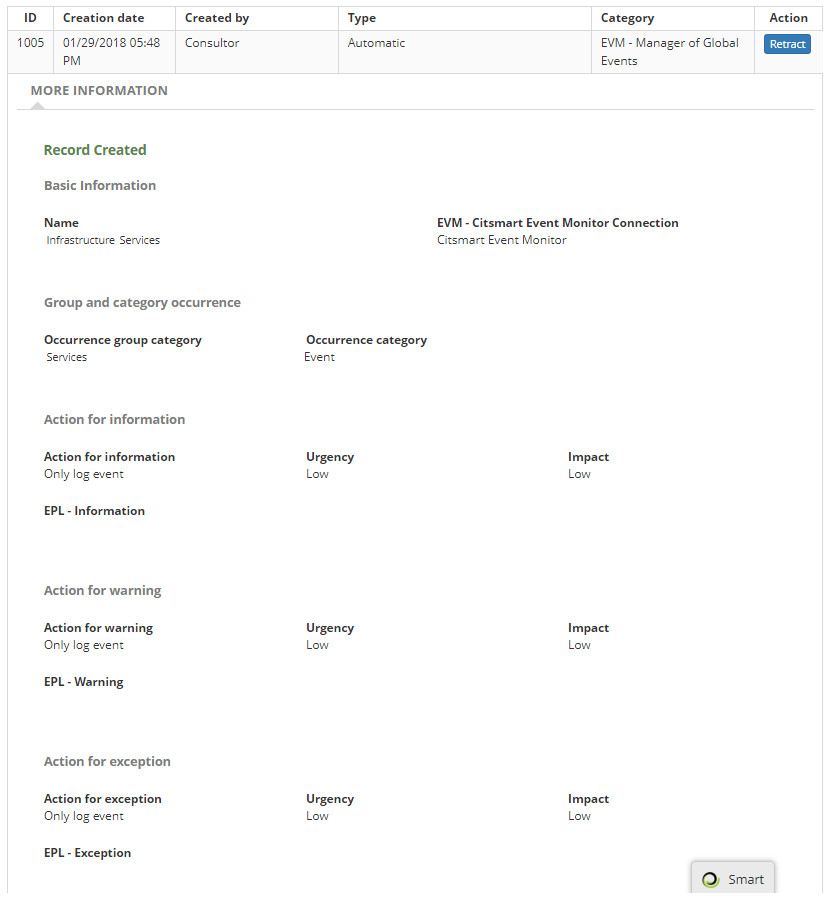 ID Creation date Created by Type Category Action
1005 01/29/2018 05:48 Consultor Automatic EVM - Manager of Global Retract
PM Events
MORE INFORMATION
Record Created
Basic Information
Name EVM - Citsmart Event Monitor Connection
Infrastructure Services Citsmart Event Monitor
Group and category occurrence
Occurrence group category Occurrence category
Services Event
Action for information
Action for information Urgency Impact
Only log event Low Low
EPL - Information
Action for warning
Action for warning Urgency Impact
Only log event Low Low
EPL - Warning
Action for exception
Action for exception Urgency Impact
Only log event Low Low
EPL - Exception
Smart